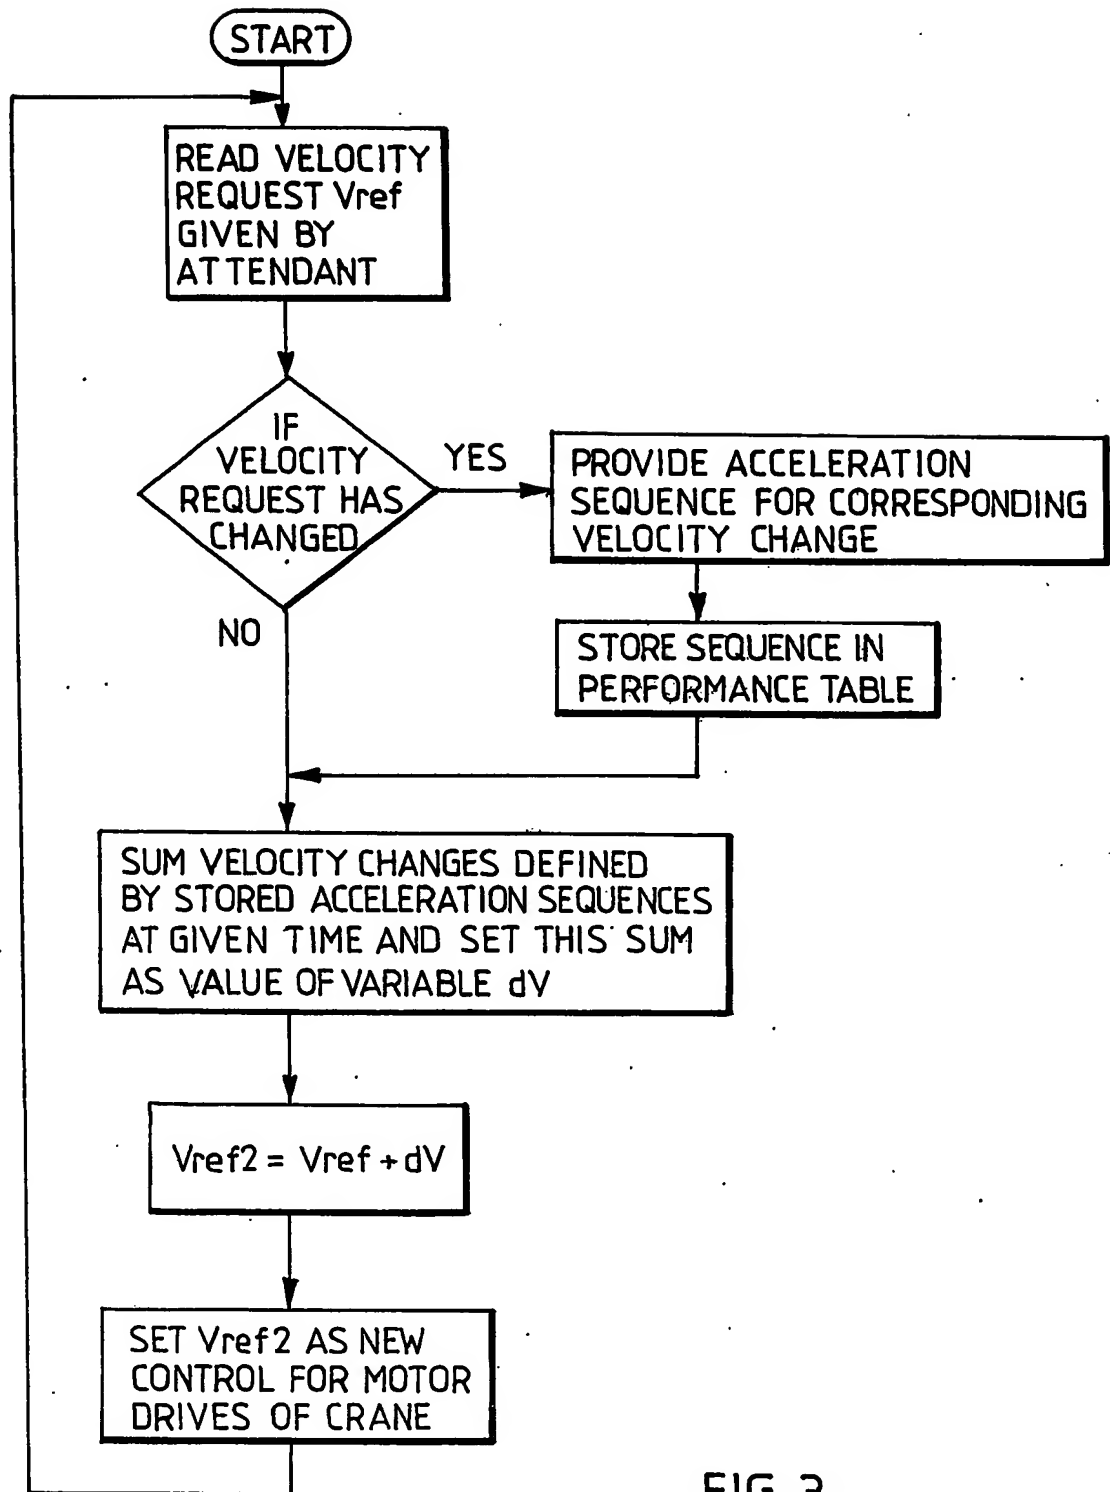 START
READ VELOCITY
REQUEST Vref
GIVEN BY
ATTENDANT
IF
VELOCITY
REQUEST HAS
CHANGED
YES
PROVIDE ACCELERATION
SEQUENCE FOR CORRESPONDING
VELOCITY CHANGE
NO
STORE SEQUENCE IN
PERFORMANCE TABLE
SUM VELOCITY CHANGES DEFINED
BY STORED ACCELERATION SEQUENCES
AT GIVEN TIME AND SET THIS SUM
AS VALUE OF VARIABLE dV
Vref2 = Vref + dV
SET Vref2 AS NEW
CONTROL FOR MOTOR
DRIVES OF CRANE
FIG. 3